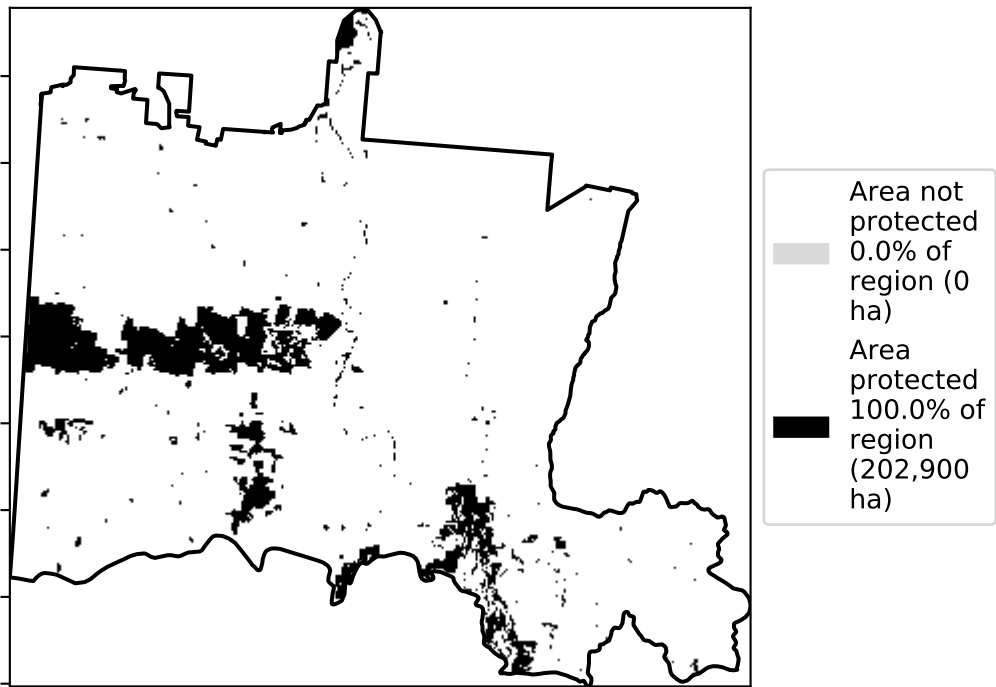 Area not
protected
0.0% of
region (0
ha)
Area
protected
100.0% of
region
(202,900
ha)